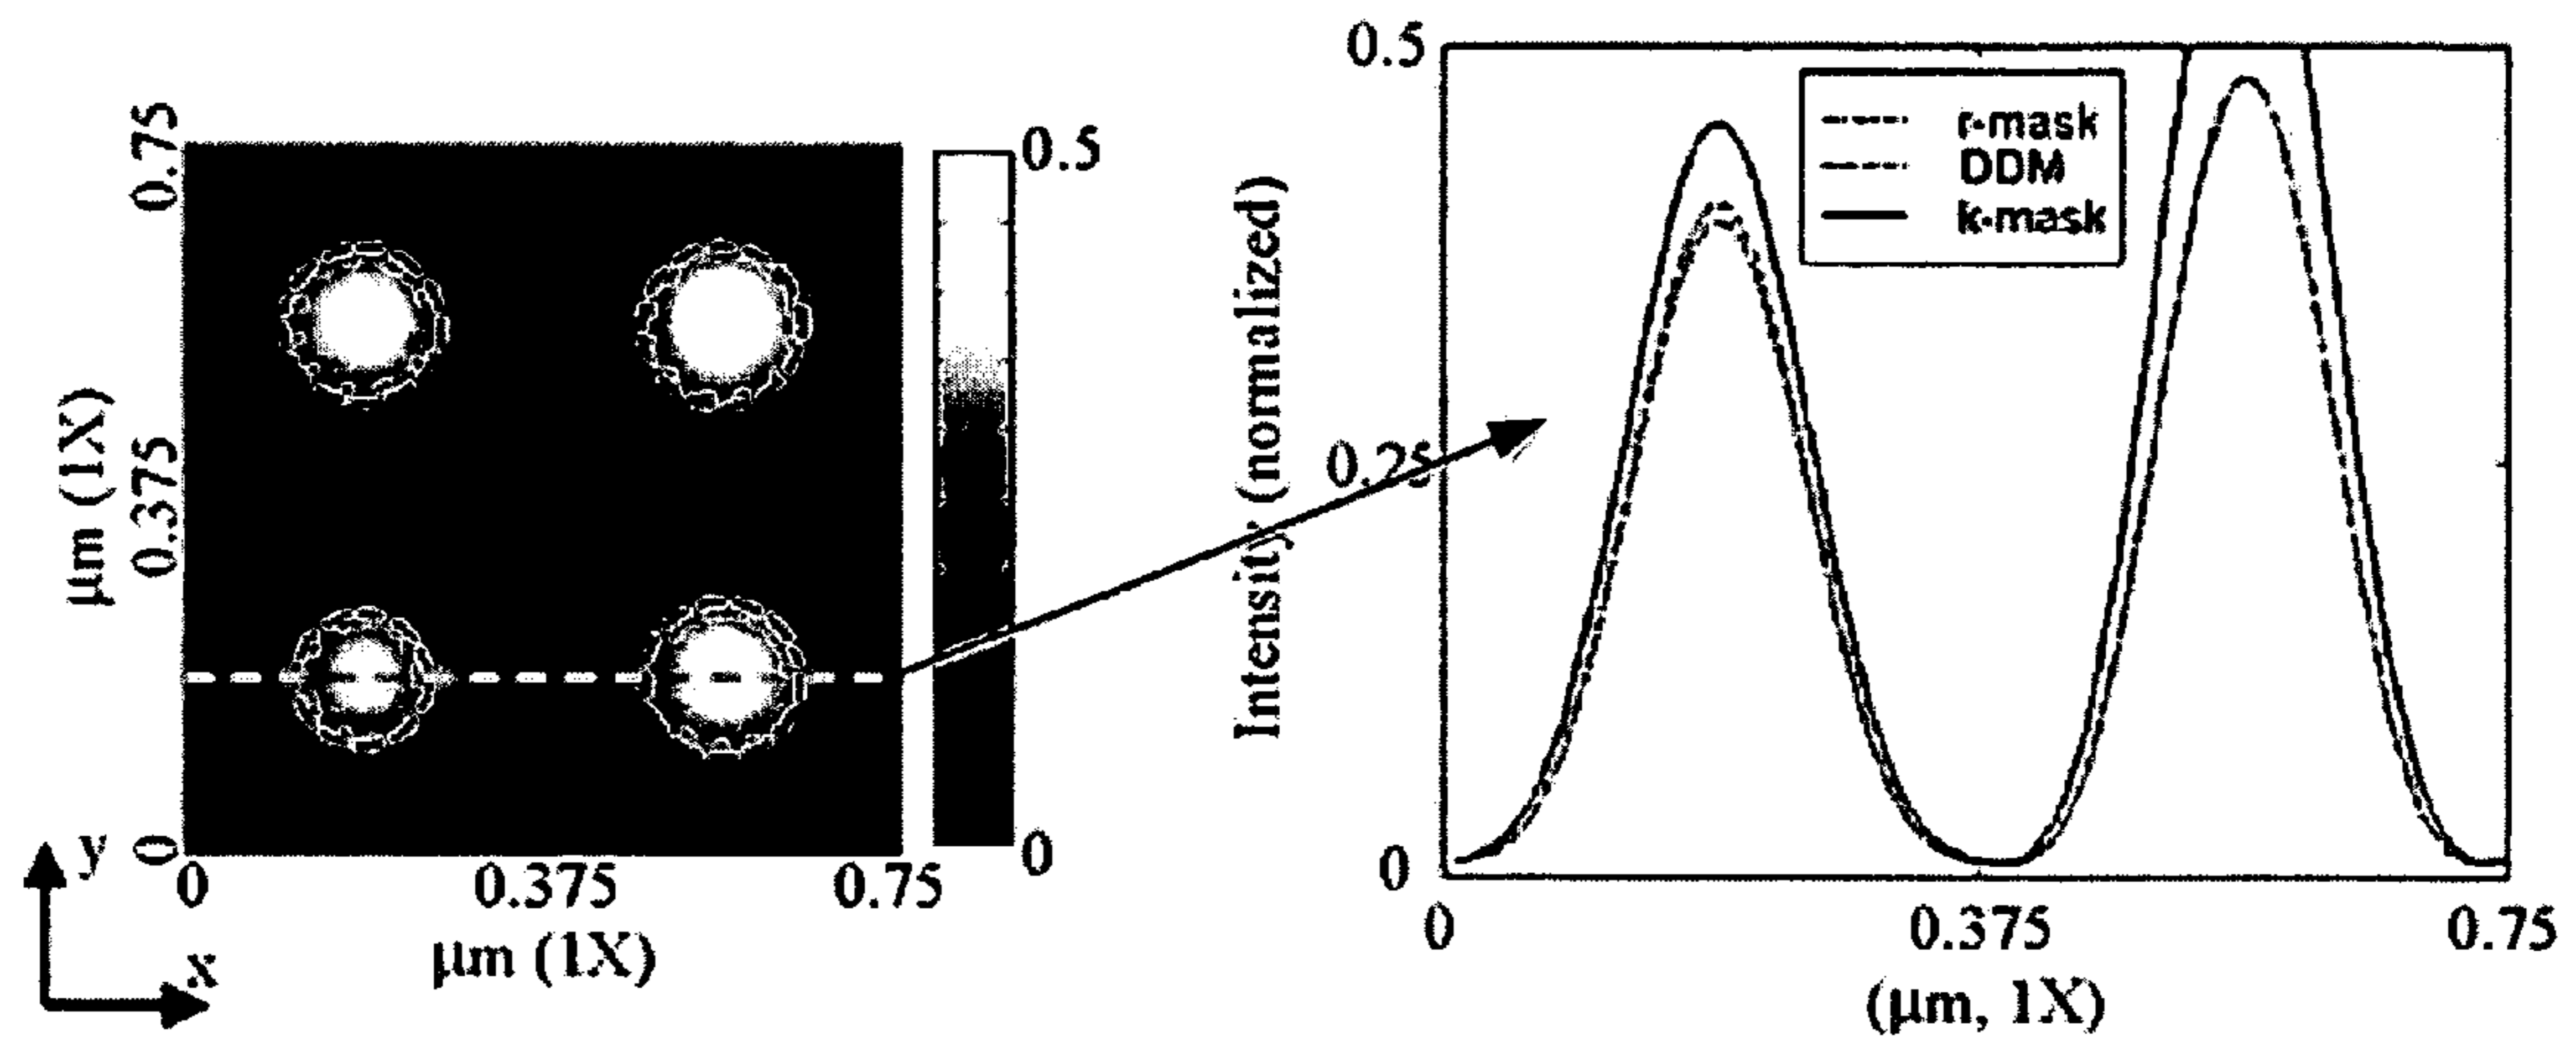 0.75
0.375
0
μm (1X)
0.5
0
y
x
0
0.375
0.75
μm (1X)
0.5
0.25
0
Intensity (normalized)
r-mask
DDM
k-mask
0
0.375
0.75
(μm, 1X)